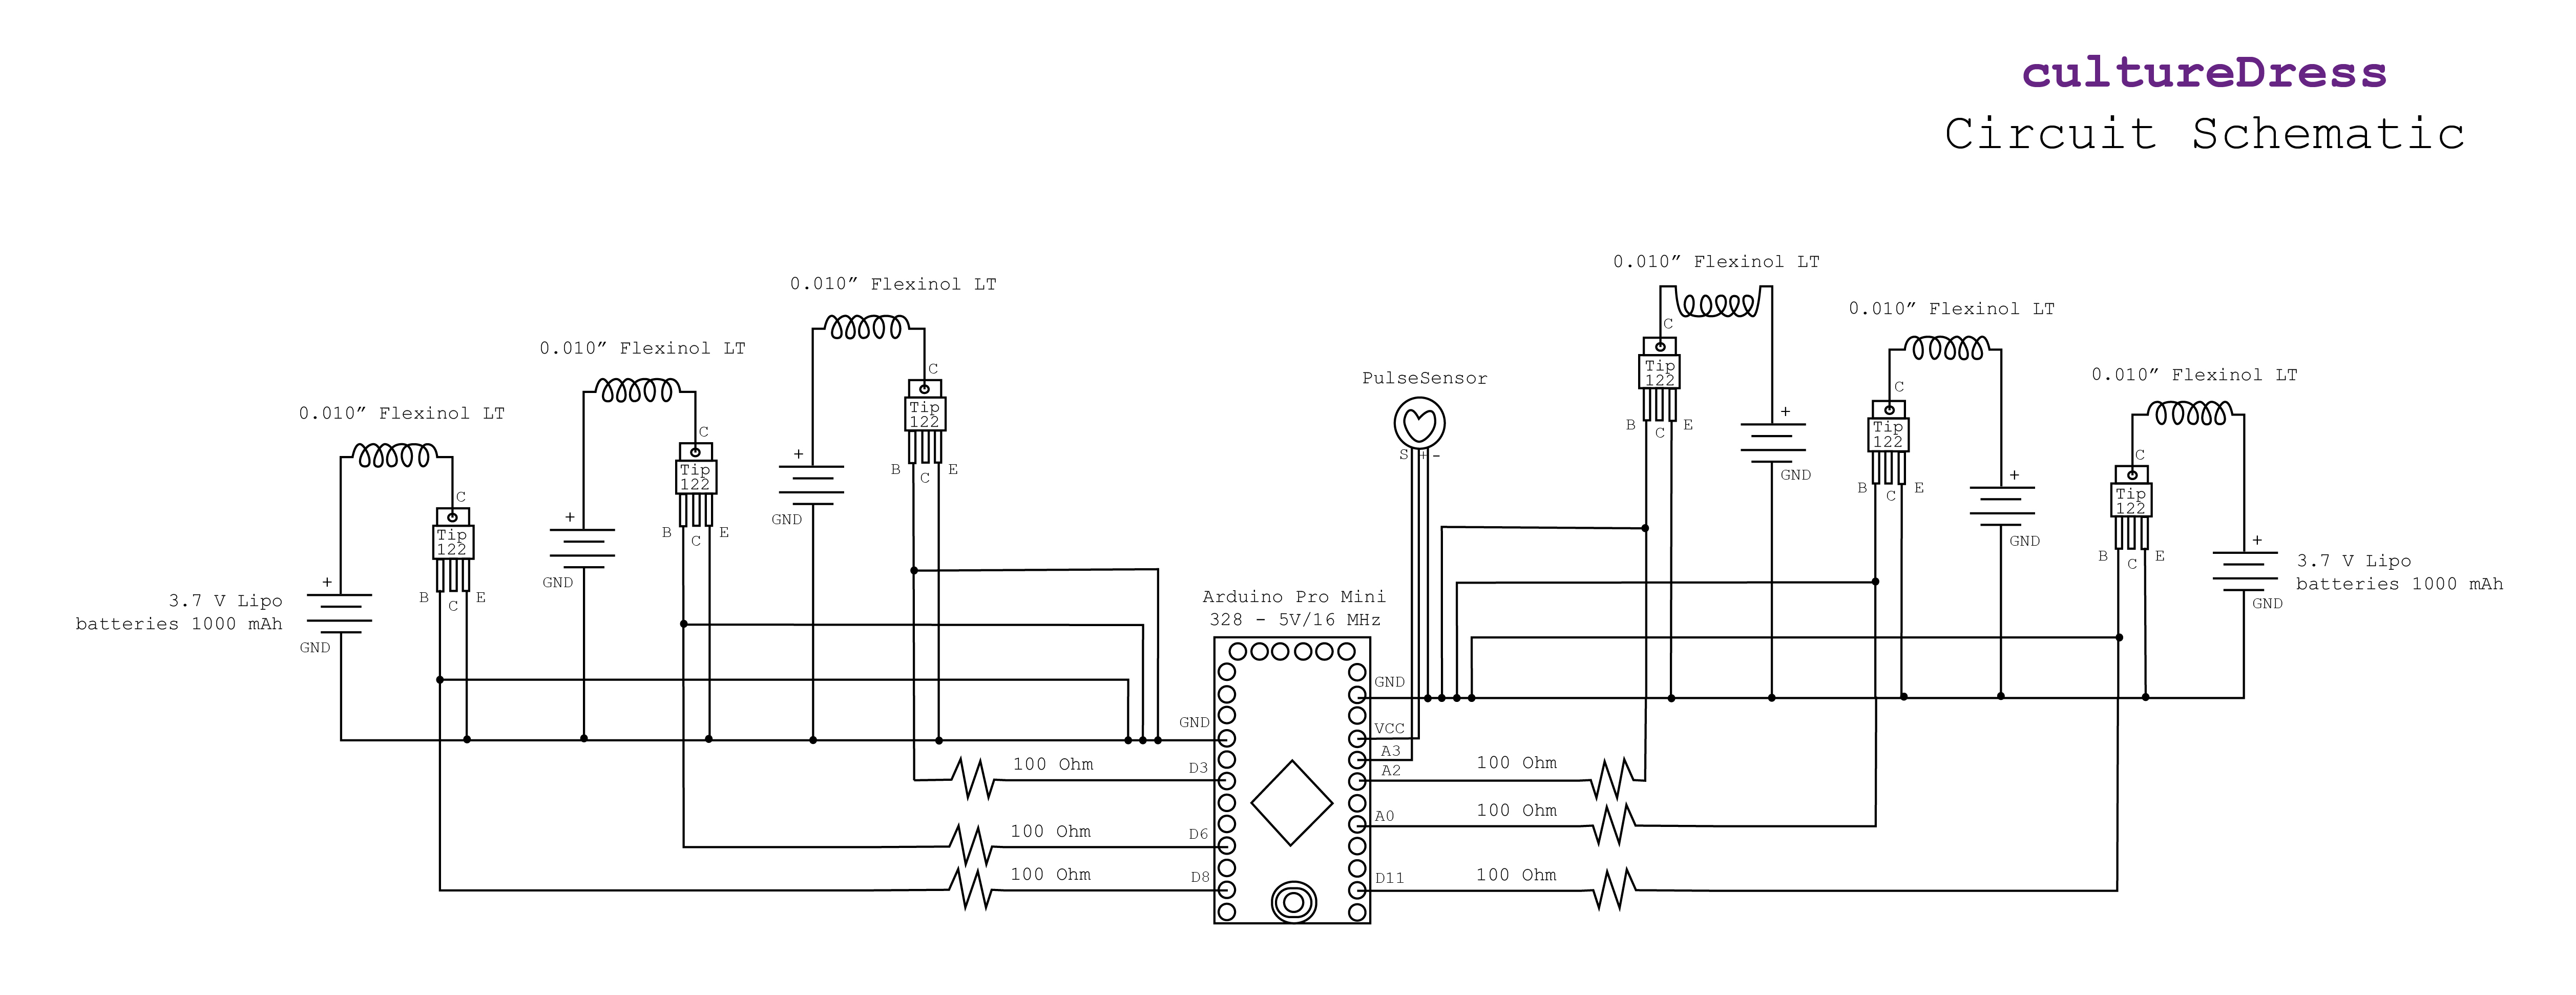 cultureDress
Circuit Schematic
0.010” Flexinol LT
0.010” Flexinol LT
0.010” Flexinol LT
0.010” Flexinol LT
0.010” Flexinol LT
0.010” Flexinol LT
C
Tip
122
B
C
E
+
GND
3.7 V Lipo
batteries 1000 mAh
C
Tip
122
B
C
E
+
GND
C
Tip
122
B
C
E
+
GND
PulseSensor
S + -
C
Tip
122
B
C
E
+
GND
C
Tip
122
B
C
E
+
GND
C
Tip
122
B
C
E
+
GND
3.7 V Lipo
batteries 1000 mAh
Arduino Pro Mini
328 - 5V/16 MHz
GND
D3
D6
D8
100 Ohm
100 Ohm
100 Ohm
GND
VCC
A3
A2
A0
D11
100 Ohm
100 Ohm
100 Ohm